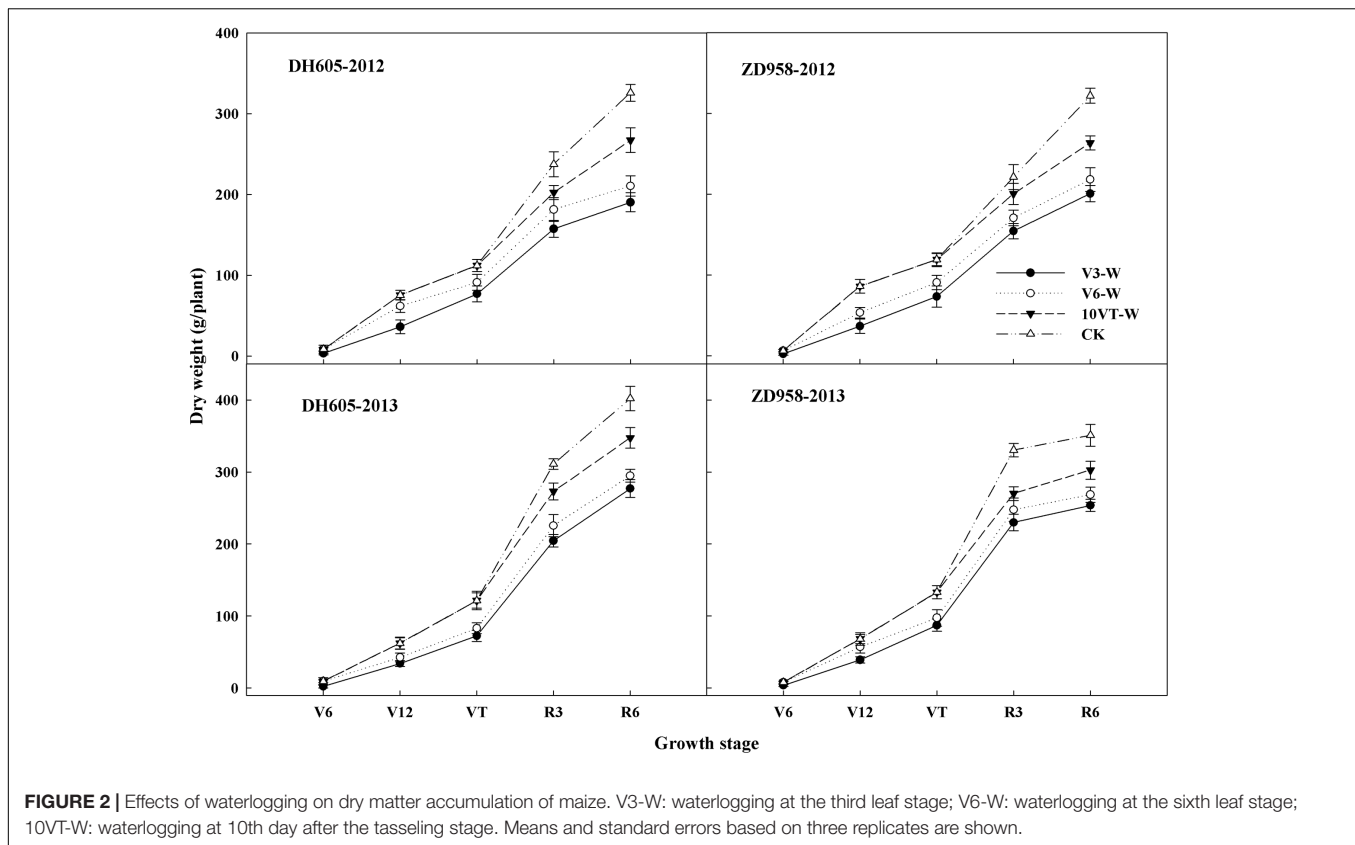 400
300
200
100
0
DH605-2012
ZD958-2012
V3-W
V6-W
10VT-W
CK
Dry weight (g/plant)
400
300
200
100
0
DH605-2013
ZD958-2013
V6 V12 VT R3 R6 V6 V12 VT R3 R6
Growth stage
FIGURE 2 | Effects of waterlogging on dry matter accumulation of maize. V3-W: waterlogging at the third leaf stage; V6-W: waterlogging at the sixth leaf stage;
10VT-W: waterlogging at 10th day after the tasseling stage. Means and standard errors based on three replicates are shown.